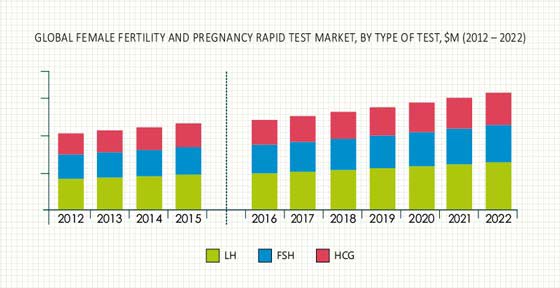 GLOBAL FEMALE FERTILITY AND PREGNANCY RAPID TEST MARKET, BY TYPE OF TEST, $M (2012 – 2022)
2012 2013 2014 2015 2016 2017 2018 2019 2020 2021 2022
LH FSH HCG